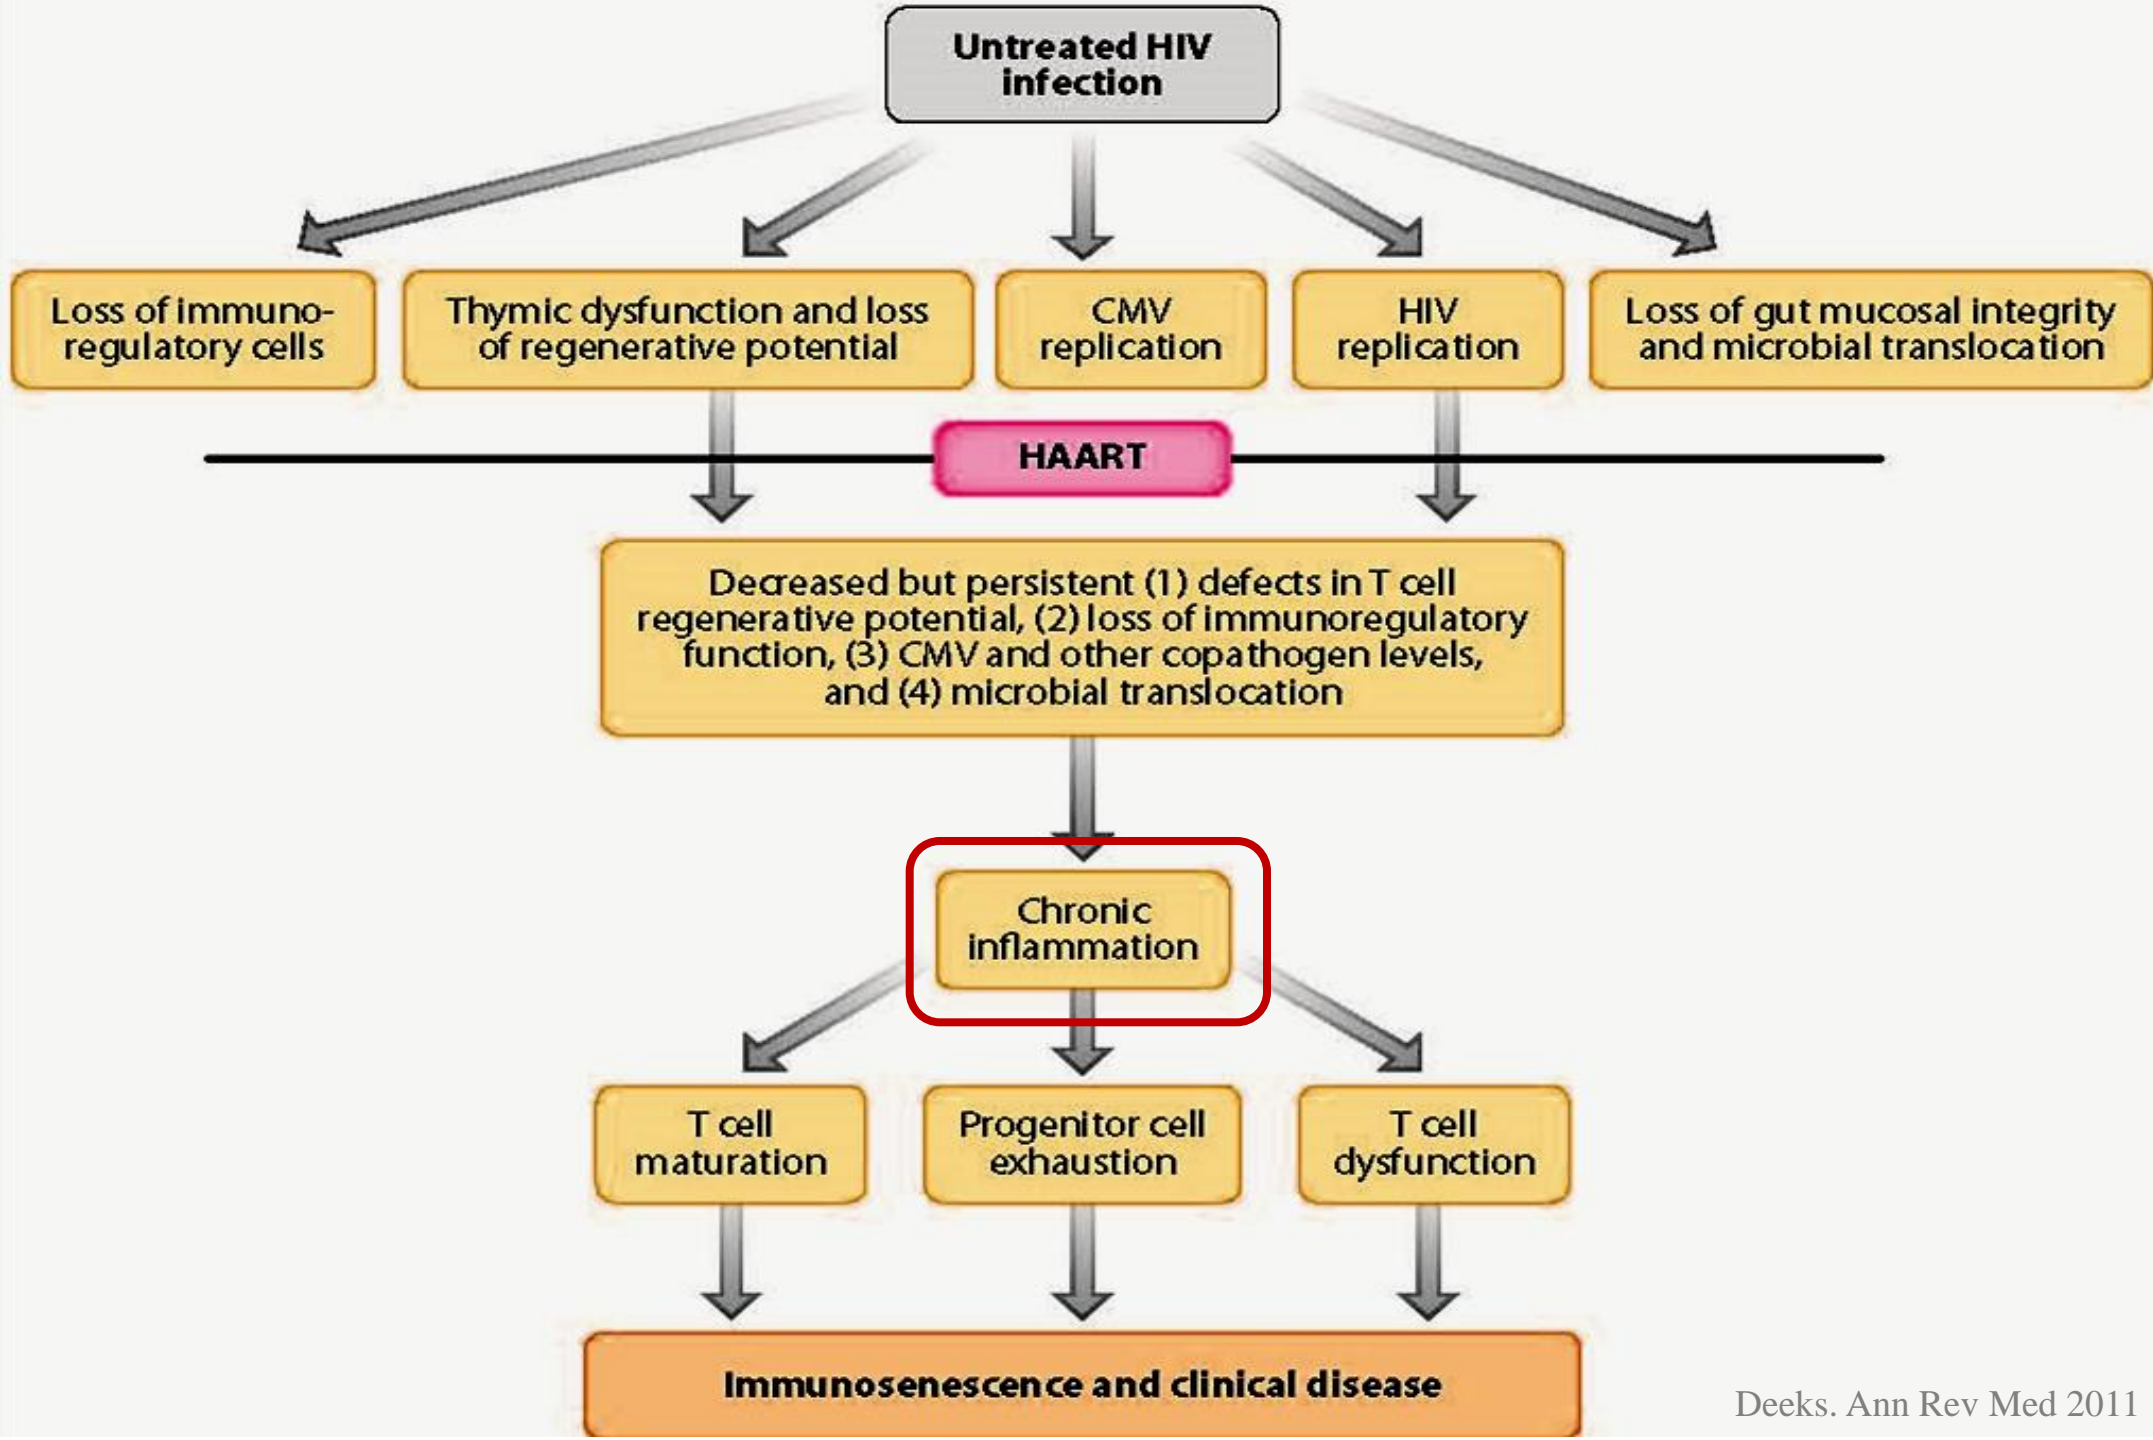 Untreated HIV
infection
Loss of immuno-
regulatory cells
Thymic dysfunction and loss
of regenerative potential
CMV
replication
HIV
replication
Loss of gut mucosal integrity
and microbial translocation
HAART
Decreased but persistent (1) defects in T cell
regenerative potential, (2) loss of immunoregulatory
function, (3) CMV and other copathogen levels,
and (4) microbial translocation
Chronic
inflammation
T cell
maturation
Progenitor cell
exhaustion
T cell
dysfunction
Immunosenescence and clinical disease
Deeks. Ann Rev Med 2011